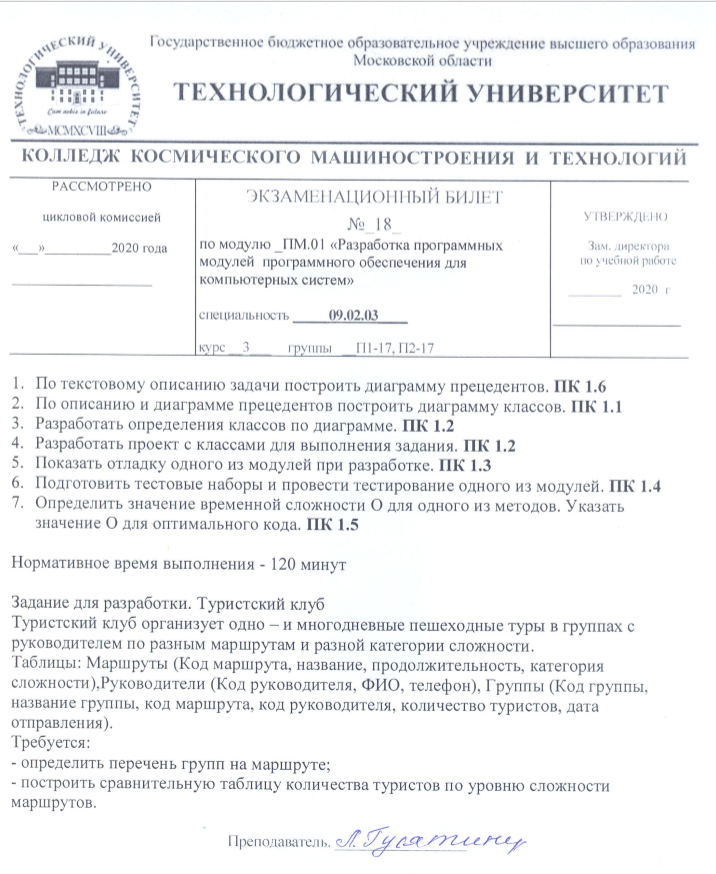 ТЕХНОЛОГИЧЕСКИЙ УНИВЕРСИТЕТ
MCMXCVIII
Государственное бюджетное образовательное учреждение высшего образования
Московской области
ТЕХНОЛОГИЧЕСКИЙ УНИВЕРСИТЕТ
КОЛЛЕДЖ КОСМИЧЕСКОГО МАШИНОСТРОЕНИЯ И ТЕХНОЛОГИЙ
РАССМОТРЕНО
цикловой комиссией
«___»__________2020 года
ЭКЗАМЕНАЦИОННЫЙ БИЛЕТ
№_18_
по модулю _ПМ.01 «Разработка программных
модулей программного обеспечения для
компьютерных систем»
специальность 09.02.03
курс 3 группы П1-17, П2-17
УТВЕРЖДЕНО
Зам. директора
по учебной работе
________ 2020 г
1. По текстовому описанию задачи построить диаграмму прецедентов. ПК 1.6
2. По описанию и диаграмме прецедентов построить диаграмму классов. ПК 1.1
3. Разработать определения классов по диаграмме. ПК 1.2
4. Разработать проект с классами для выполнения задания. ПК 1.2
5. Показать отладку одного из модулей при разработке. ПК 1.3
6. Подготовить тестовые наборы и провести тестирование одного из модулей. ПК 1.4
7. Определить значение временной сложности О для одного из методов. Указать
значение О для оптимального кода. ПК 1.5
Нормативное время выполнения - 120 минут
Задание для разработки. Туристский клуб
Туристский клуб организует одно – и многодневные пешеходные туры в группах с
руководителем по разным маршрутам и разной категории сложности.
Таблицы: Маршруты (Код маршрута, название, продолжительность, категория
сложности),Руководители (Код руководителя, ФИО, телефон), Группы (Код группы,
название группы, код маршрута, код руководителя, количество туристов, дата
отправления).
Требуется:
- определить перечень групп на маршруте;
- построить сравнительную таблицу количества туристов по уровню сложности
маршрутов.
Преподаватель.